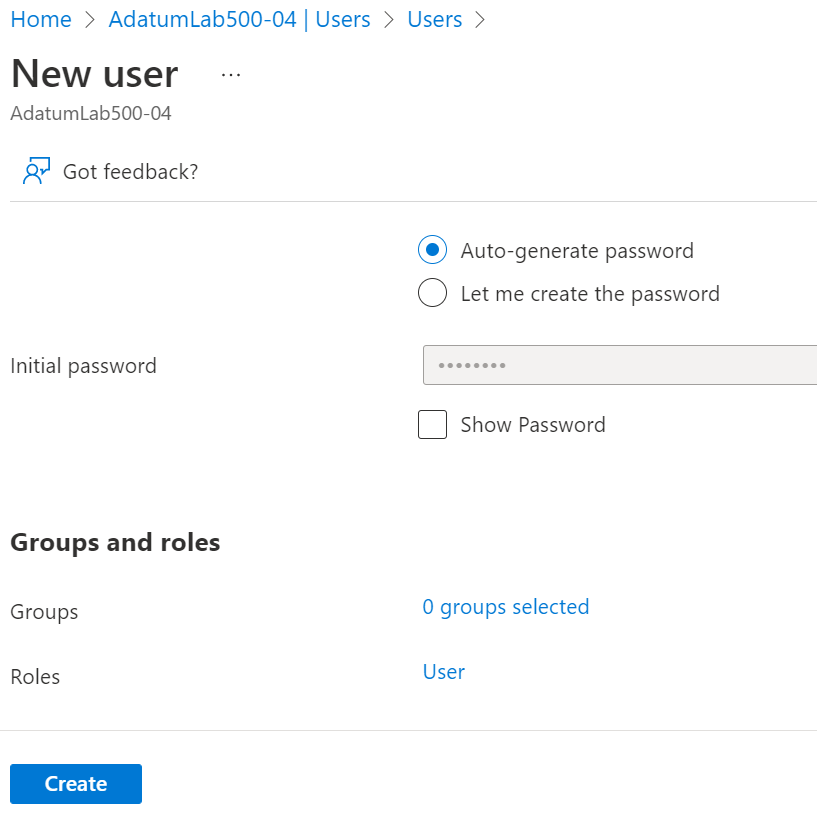 Home > AdatumLab500-04 | Users > Users >
New user ...
AdatumLab500-04
Got feedback?
Auto-generate password
Let me create the password
Initial password ••••••••
Show Password
Groups and roles
Groups 0 groups selected
Roles User
Create